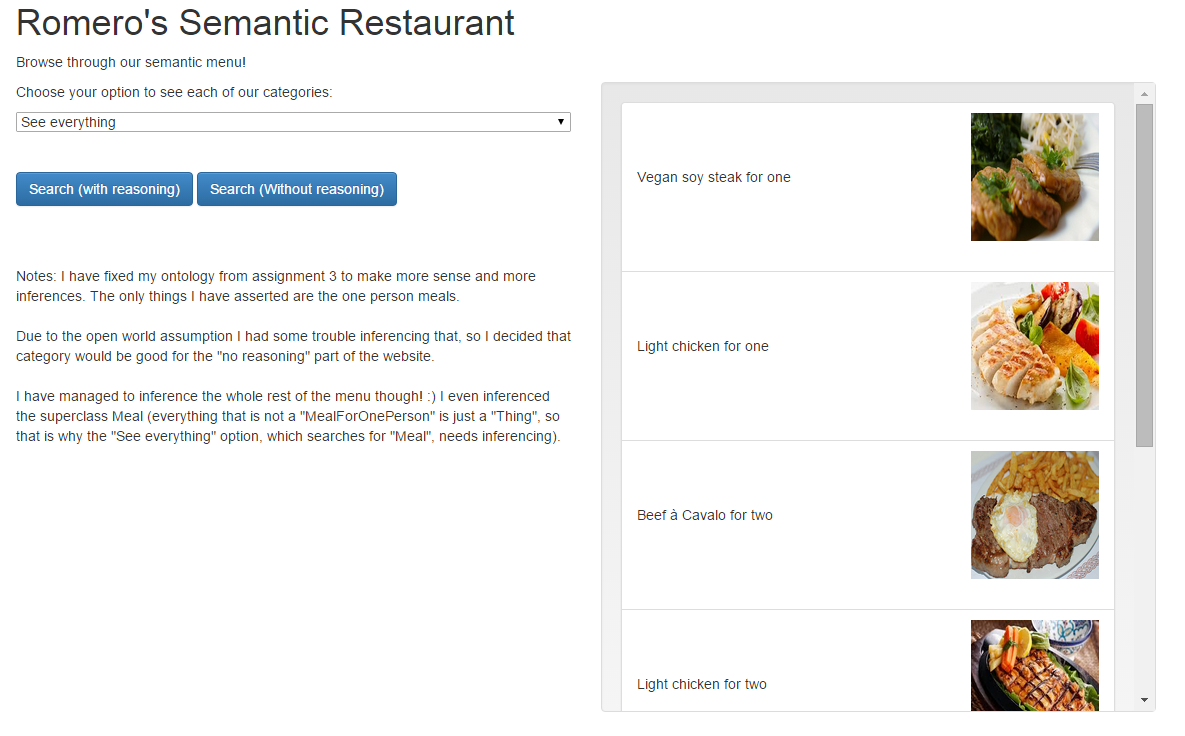 Romero's Semantic Restaurant
Browse through our semantic menu!
Choose your option to see each of our categories:
See everything
Search (with reasoning)
Search (Without reasoning)
Notes: I have fixed my ontology from assignment 3 to make more sense and more
inferences. The only things I have asserted are the one person meals.
Due to the open world assumption I had some trouble inferencing that, so I decided that
category would be good for the "no reasoning" part of the website.
I have managed to inference the whole rest of the menu though! :) I even inferenced
the superclass Meal (everything that is not a "MealForOnePerson" is just a "Thing", so
that is why the "See everything" option, which searches for "Meal", needs inferencing).
Vegan soy steak for one
Light chicken for one
Beef à Cavalo for two
Light chicken for two